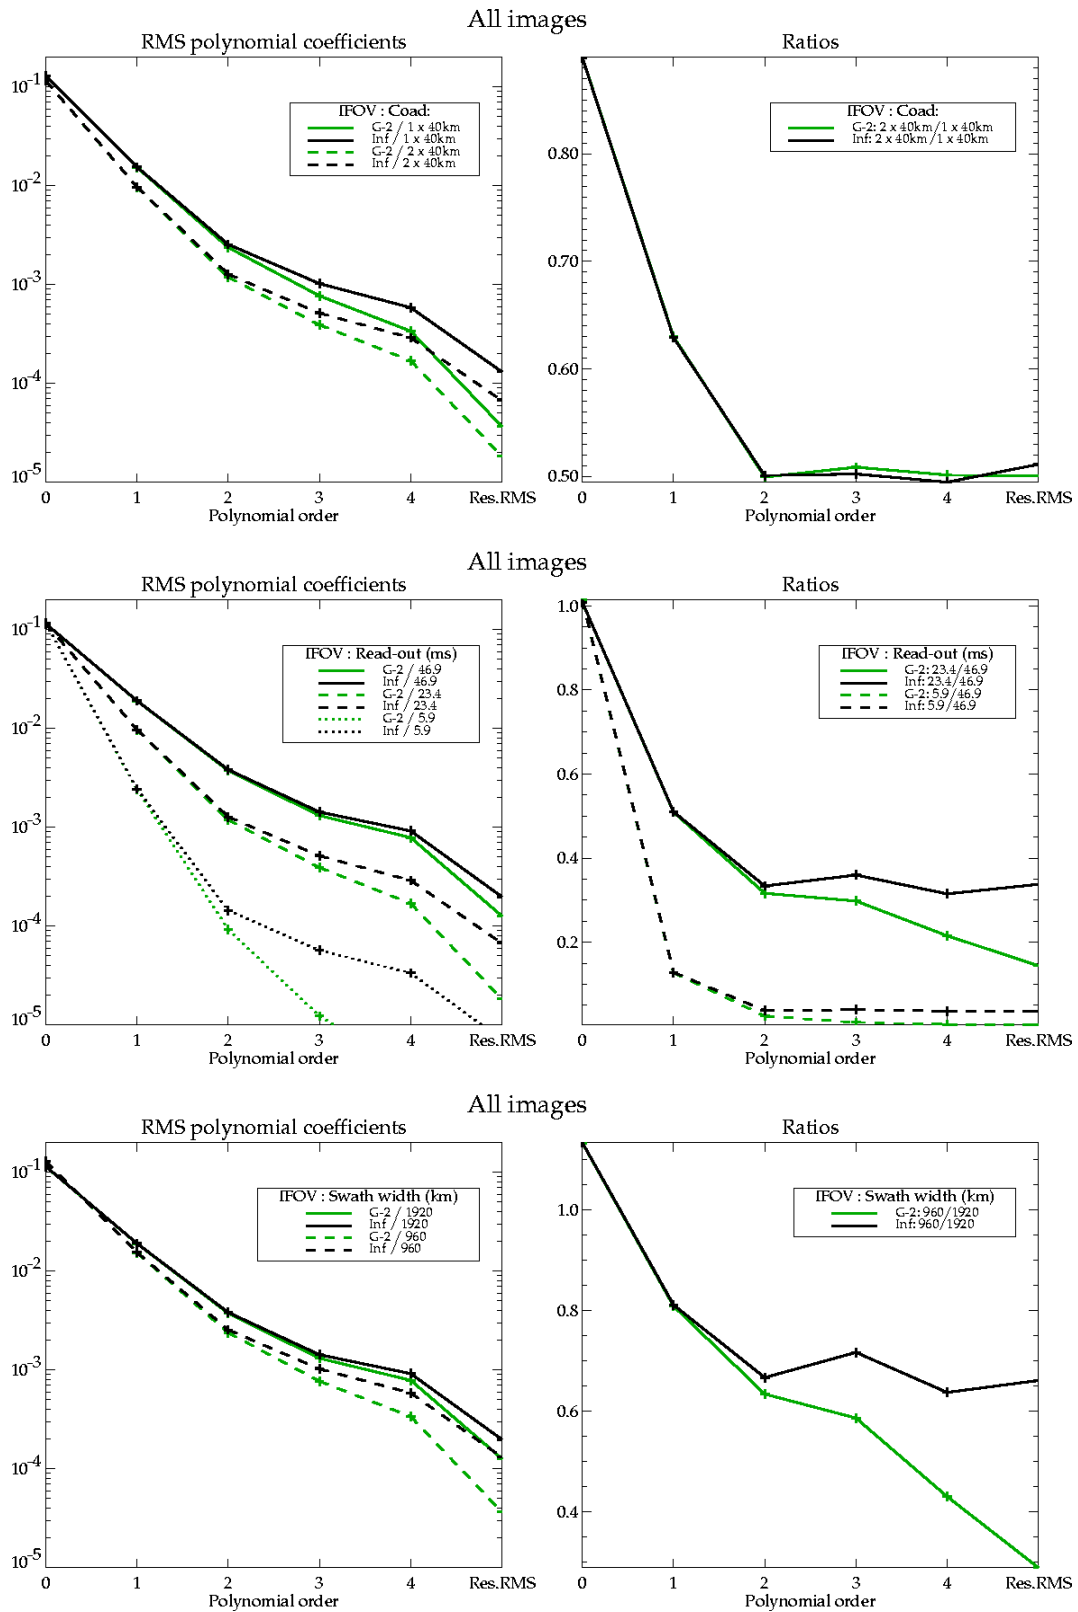 All images
RMS polynomial coefficients
10⁻¹
10⁻²
10⁻³
10⁻⁴
10⁻⁵
IFOV : Coad:
G-2 / 1 x 40km
Inf / 1 x 40km
G-2 / 2 x 40km
Inf / 2 x 40km
0 1 2 3 4 Res.RMS
Polynomial order
Ratios
0.80
0.70
0.60
0.50
IFOV : Coad:
G-2: 2 x 40km/1 x 40km
Inf: 2 x 40km/1 x 40km
0 1 2 3 4 Res.RMS
Polynomial order
All images
RMS polynomial coefficients
10⁻¹
10⁻²
10⁻³
10⁻⁴
10⁻⁵
IFOV : Read-out (ms)
G-2 / 46.9
Inf / 46.9
G-2 / 23.4
Inf / 23.4
G-2 / 5.9
Inf / 5.9
0 1 2 3 4 Res.RMS
Polynomial order
Ratios
1.0
0.8
0.6
0.4
0.2
IFOV : Read-out (ms)
G-2: 23.4/46.9
Inf: 23.4/46.9
G-2: 5.9/46.9
Inf: 5.9/46.9
0 1 2 3 4 Res.RMS
Polynomial order
All images
RMS polynomial coefficients
10⁻¹
10⁻²
10⁻³
10⁻⁴
10⁻⁵
IFOV : Swath width (km)
G-2 / 1920
Inf / 1920
G-2 / 960
Inf / 960
0 1 2 3 4 Res.RMS
Polynomial order
Ratios
1.0
0.8
0.6
0.4
IFOV : Swath width (km)
G-2: 960/1920
Inf: 960/1920
0 1 2 3 4 Res.RMS
Polynomial order